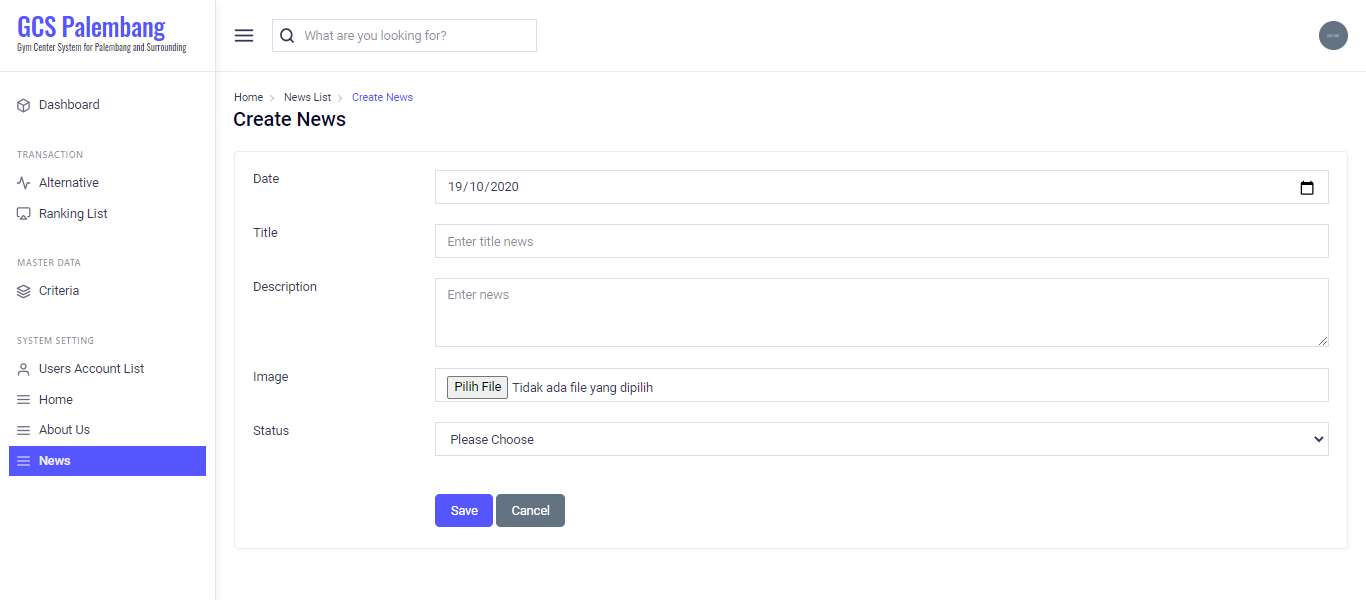 GCS Palembang
Gym Center System for Palembang and Surrounding
What are you looking for?
Dashboard
TRANSACTION
Alternative
Ranking List
MASTER DATA
Criteria
SYSTEM SETTING
Users Account List
Home
About Us
News
Home
News List
Create News
Create News
Date
19/10/2020
Title
Enter title news
Description
Enter news
Image
Pilih File Tidak ada file yang dipilih
Status
Please Choose
Save
Cancel